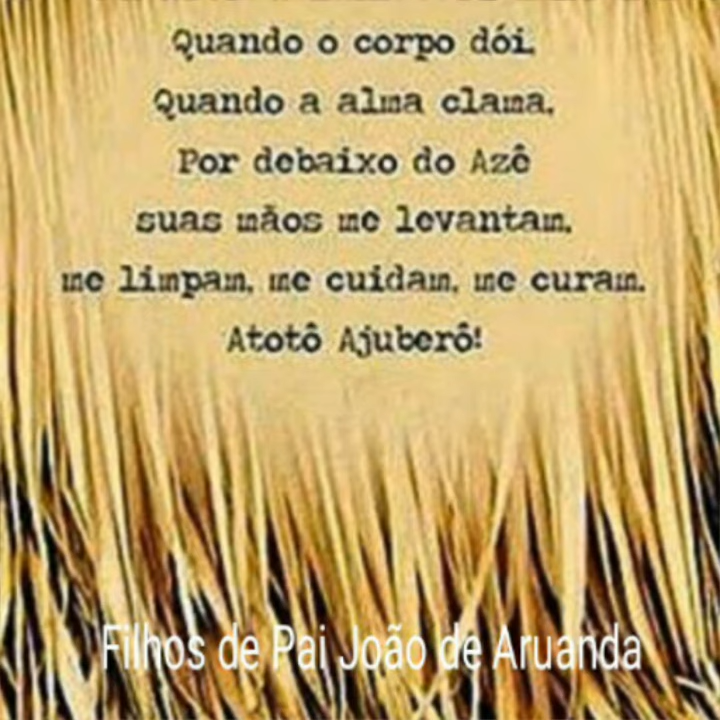 Quando o corpo dói.
Quando a alma clama,
Por debaixo do Azê
suas mãos me levantam,
me limpam, me cuidam, me curam.
Atotô Ajuberô!
Filhos de Pai João de Aruanda